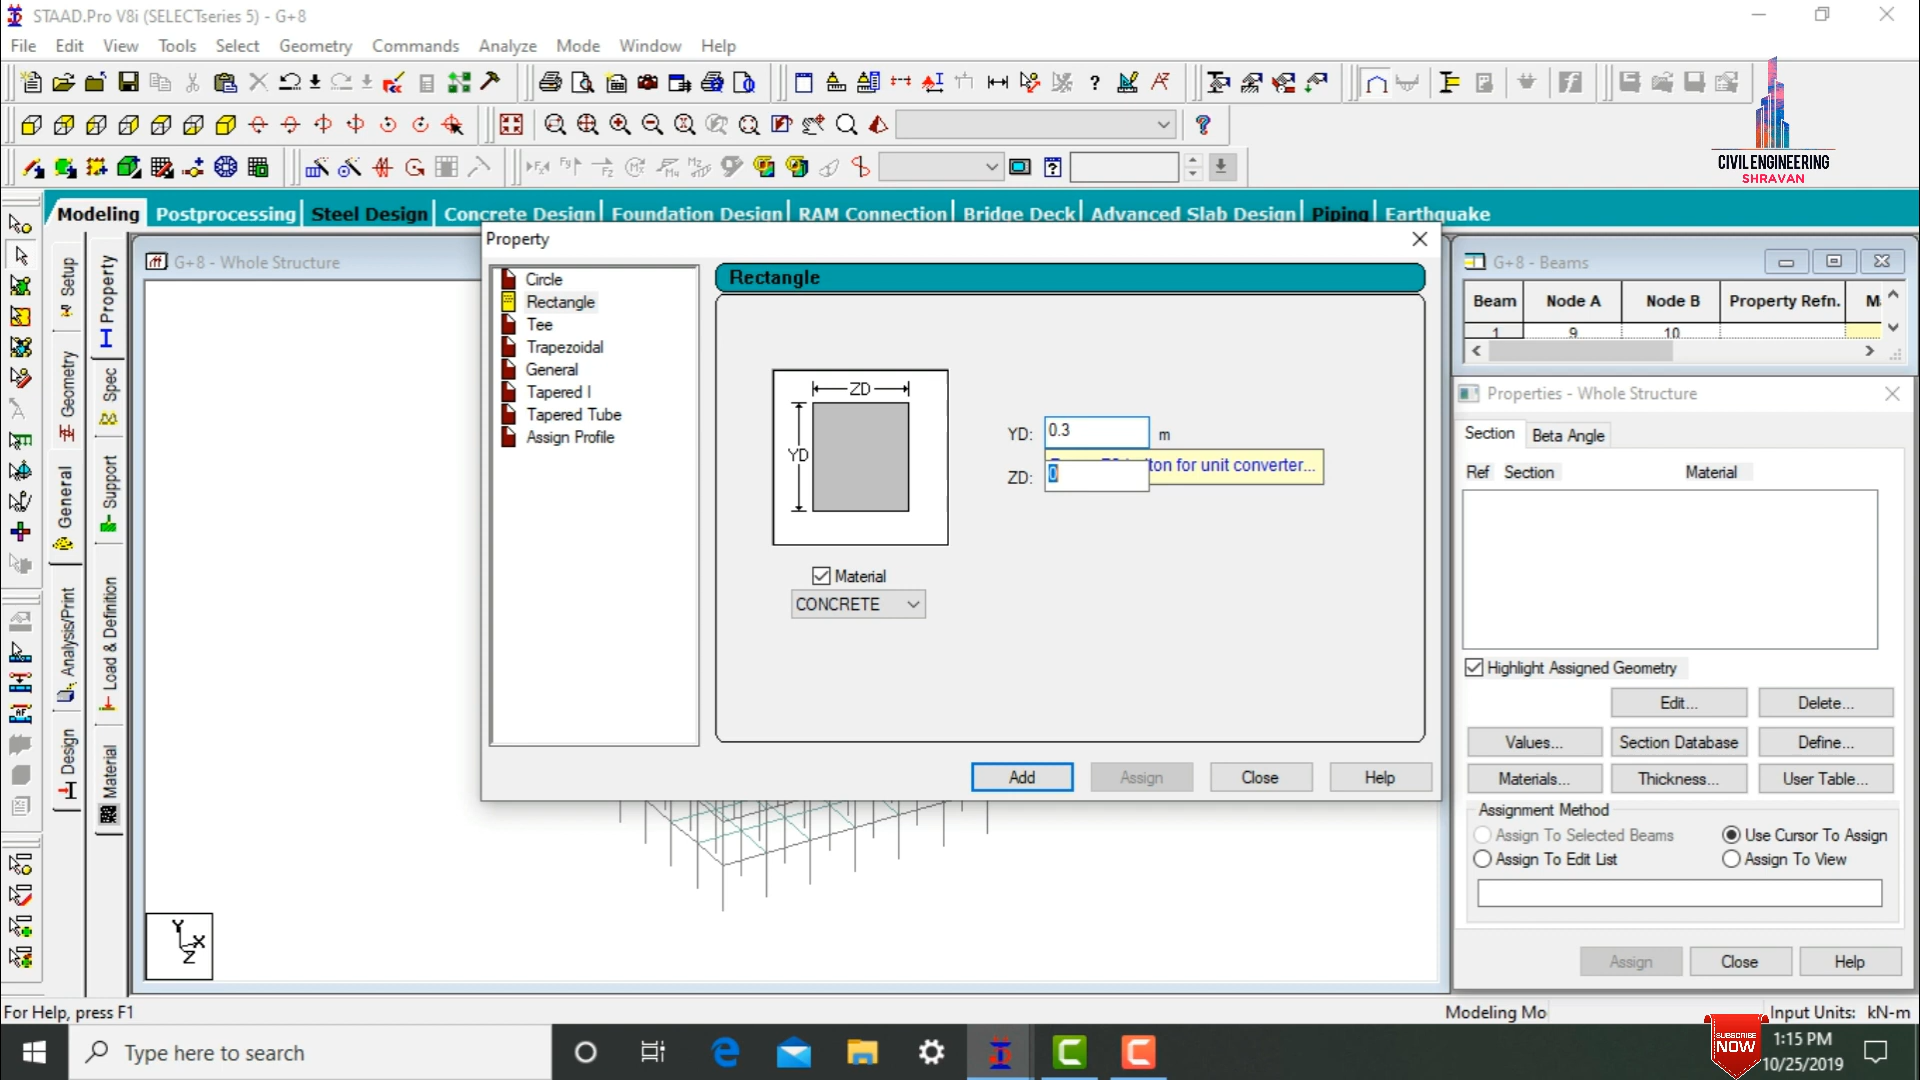 STAAD.Pro V8i (SELECTseries 5) - G+8
File Edit View Tools Select Geometry Commands Analyze Mode Window Help
CIVIL ENGINEERING
SHRAVAN
Modeling Postprocessing Steel Design Concrete Design Foundation Design RAM Connection Bridge Deck Advanced Slab Design Piping Earthquake
Setup
Geometry
General
Analysis/Print
Design
Property
Spec
Support
Load & Definition
Material
G+8 - Whole Structure
Property
Circle
Rectangle
Tee
Trapezoidal
General
Tapered I
Tapered Tube
Assign Profile
Rectangle
ZD
YD
YD: 0.3 m
tton for unit converter...
ZD: 0
Material
CONCRETE
Add Assign Close Help
G+8 - Beams
Beam Node A Node B Property Refn. M
1 9 10
Properties - Whole Structure
Section Beta Angle
Ref Section Material
Highlight Assigned Geometry
Edit... Delete...
Values... Section Database Define...
Materials... Thickness... User Table...
Assignment Method
Assign To Selected Beams Use Cursor To Assign
Assign To Edit List Assign To View
Assign Close Help
Y
X
Z
For Help, press F1
Modeling Mo
Input Units: kN-m
Type here to search
SUBSCRIBE
NOW
1:15 PM
10/25/2019